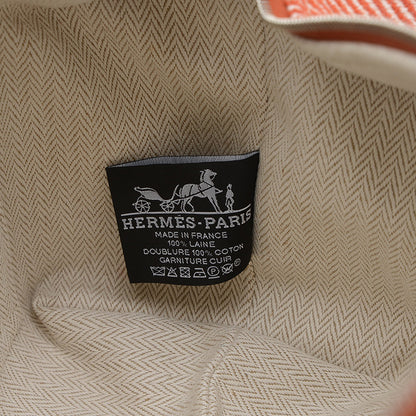 HERMÈS-PARIS
MADE IN FRANCE
100% LAINE
DOUBLURE 100% COTON
GARNITURE CUIR
P ®